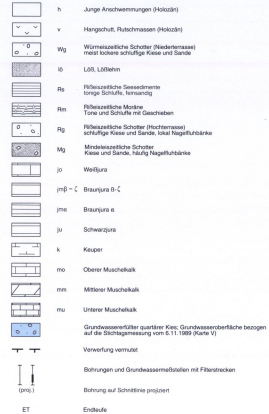 h Junge Anschwemmungen (Holozän)
v Hangschutt, Rutschmassen (Holozän)
Wg Würmeiszeitliche Schotter (Niederterrasse)
meist lockere schluffige Kiese und Sande
lö Löß, Lößlehm
Rs Rißeiszeitliche Seesedimente
tonige Schluffe, feinsandig
Rm Rißeiszeitliche Moräne
Tone und Schluffe mit Geschieben
Rg Rißeiszeitliche Schotter (Hochterrasse)
schluffige Kiese und Sande, lokal Nagelfluhbänke
Mg Mindeleiszeitliche Schotter
Kiese und Sande, häufig Nagelfluhbänke
jo Weißjura
jmβ - ζ Braunjura β- ζ
jmα Braunjura α
ju Schwarzjura
k Keuper
mo Oberer Muschelkalk
mm Mittlerer Muschelkalk
mu Unterer Muschelkalk
Grundwassererfüllter quartärer Kies; Grundwasseroberfläche bezogen
auf die Stichtagsmessung vom 6.11.1989 (Karte V)
Verwerfung vermutet
Bohrungen und Grundwassermeßstellen mit Filterstrecken
(proj.) Bohrung auf Schnittlinie projiziert
ET Endteufe